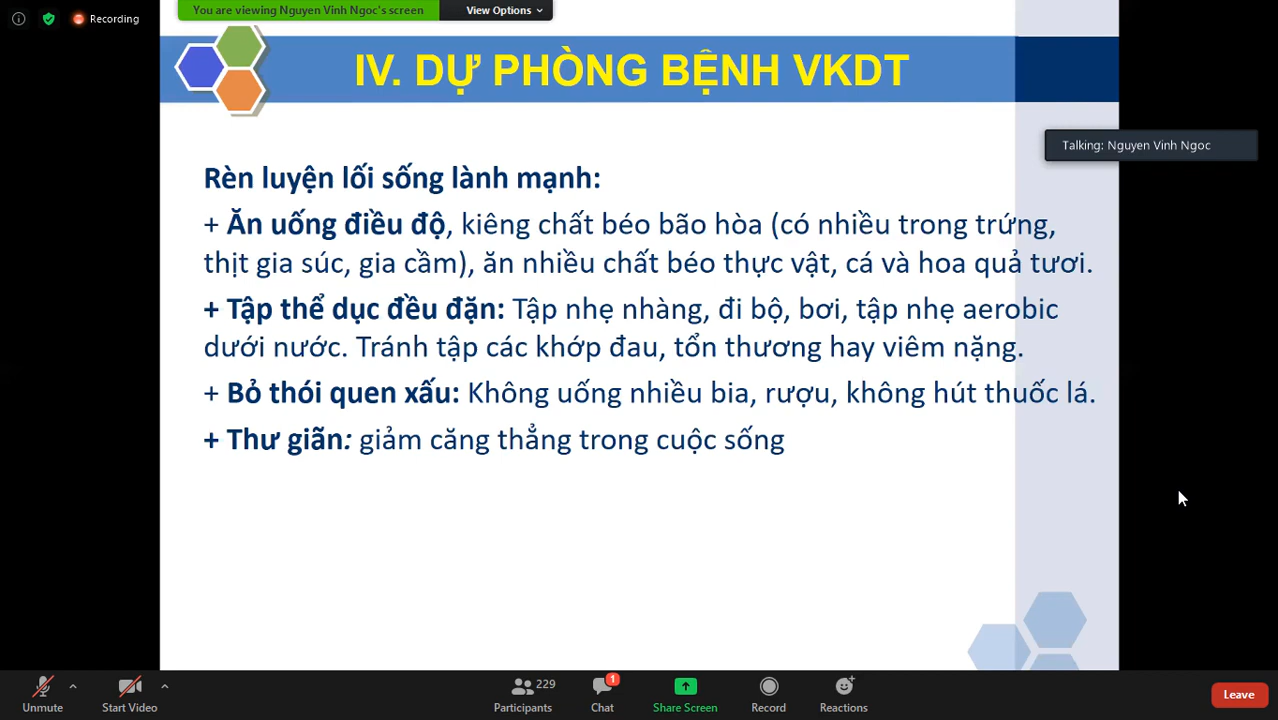 You are viewing Nguyen Vinh Ngoc's screen
View Options
Recording
IV. DỰ PHÒNG BỆNH VKDT
Talking: Nguyen Vinh Ngoc
Rèn luyện lối sống lành mạnh:
+ Ăn uống điều độ, kiêng chất béo bão hòa (có nhiều trong trứng,
thịt gia súc, gia cầm), ăn nhiều chất béo thực vật, cá và hoa quả tươi.
+ Tập thể dục đều đặn: Tập nhẹ nhàng, đi bộ, bơi, tập nhẹ aerobic
dưới nước. Tránh tập các khớp đau, tổn thương hay viêm nặng.
+ Bỏ thói quen xấu: Không uống nhiều bia, rượu, không hút thuốc lá.
+ Thư giãn: giảm căng thẳng trong cuộc sống
229
1
Unmute
Start Video
Participants
Chat
Share Screen
Record
Reactions
Leave